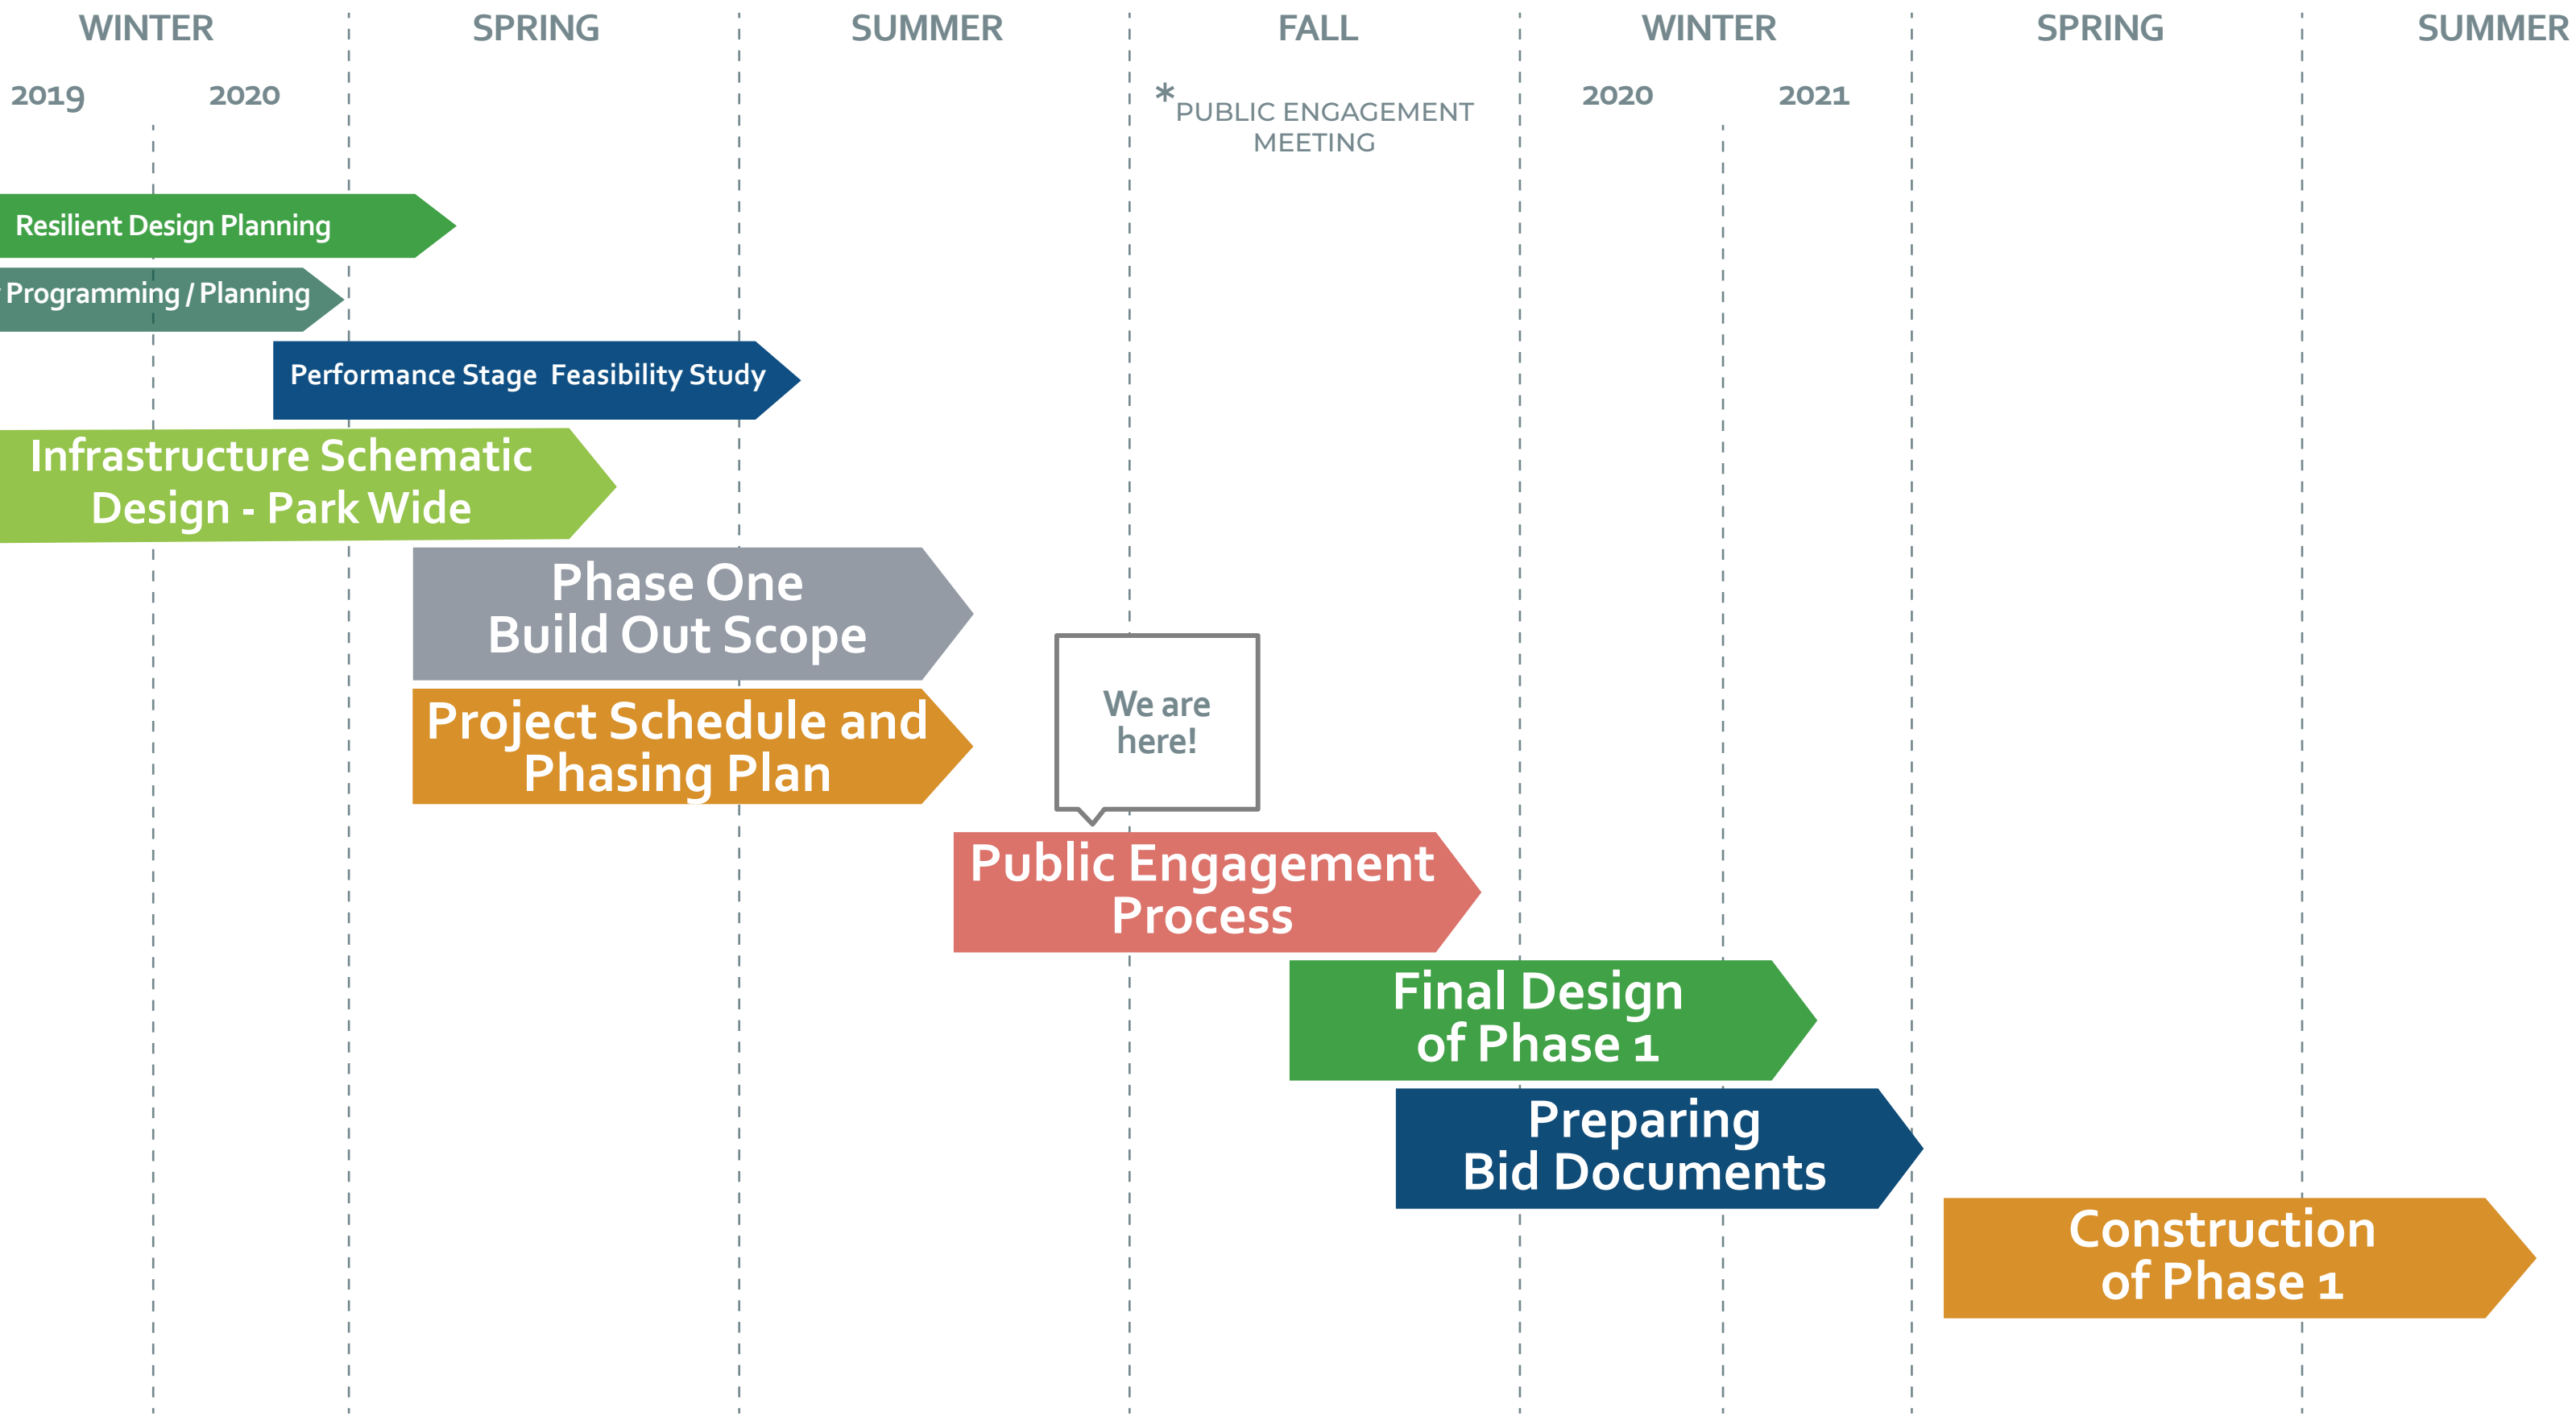 WINTER SPRING SUMMER FALL WINTER SPRING SUMMER
2019 2020 2020 2021
*PUBLIC ENGAGEMENT
MEETING
Resilient Design Planning
Programming / Planning
Performance Stage Feasibility Study
Infrastructure Schematic
Design - Park Wide
Phase One
Build Out Scope
We are
here!
Project Schedule and
Phasing Plan
Public Engagement
Process
Final Design
of Phase 1
Preparing
Bid Documents
Construction
of Phase 1